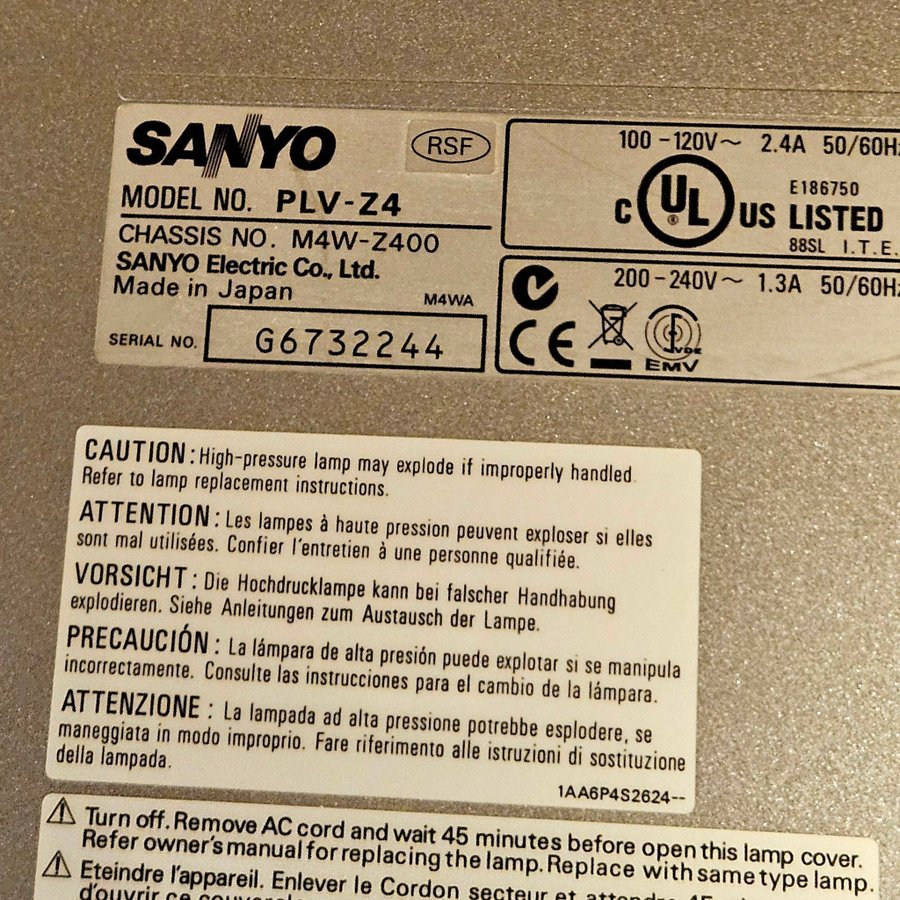 SANYO
RSF
MODEL NO. PLV-Z4
CHASSIS NO. M4W-Z400
SANYO Electric Co., Ltd.
Made in Japan
M4WA
SERIAL NO. G6732244
100-120V~ 2.4A 50/60Hz
C UL ® US LISTED
E186750
88SL I.T.E.
200-240V~ 1.3A 50/60Hz
CE
VDE
EMV
CAUTION: High-pressure lamp may explode if improperly handled.
Refer to lamp replacement instructions.
ATTENTION: Les lampes à haute pression peuvent exploser si elles
sont mal utilisées. Confier l'entretien à une personne qualifiée.
VORSICHT: Die Hochdrucklampe kann bei falscher Handhabung
explodieren. Siehe Anleitungen zum Austausch der Lampe.
PRECAUCIÓN: La lámpara de alta presión puede explotar si se manipula
incorrectamente. Consulte las instrucciones para el cambio de la lámpara.
ATTENZIONE: La lampada ad alta pressione potrebbe esplodere, se
maneggiata in modo improprio. Fare riferimento alle istruzioni di sostituzione
della lampada.
1AA6P4S2624--
Turn off. Remove AC cord and wait 45 minutes before open this lamp cover.
Refer owner's manual for replacing the lamp. Replace with same type lamp.
Eteindre l'appareil. Enlever le Cordon secteur et attendre 45
d'ouvrir ce